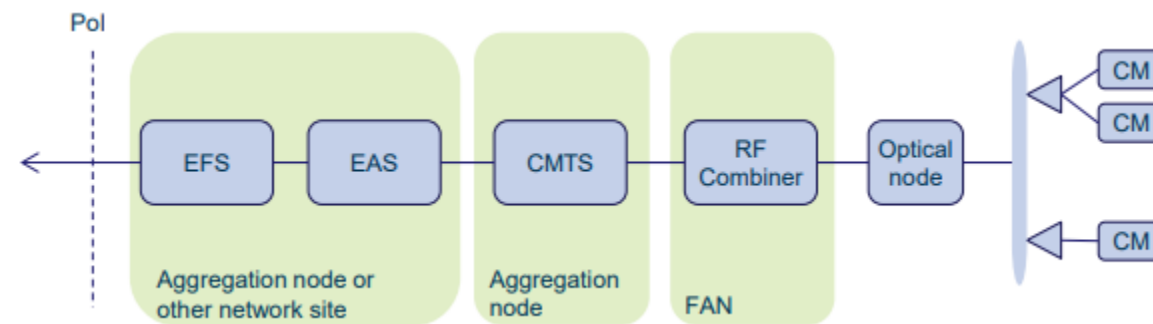 PoI
EFS
EAS
CMTS
RF
Combiner
Optical
node
CM
CM
CM
Aggregation node or
other network site
Aggregation
node
FAN